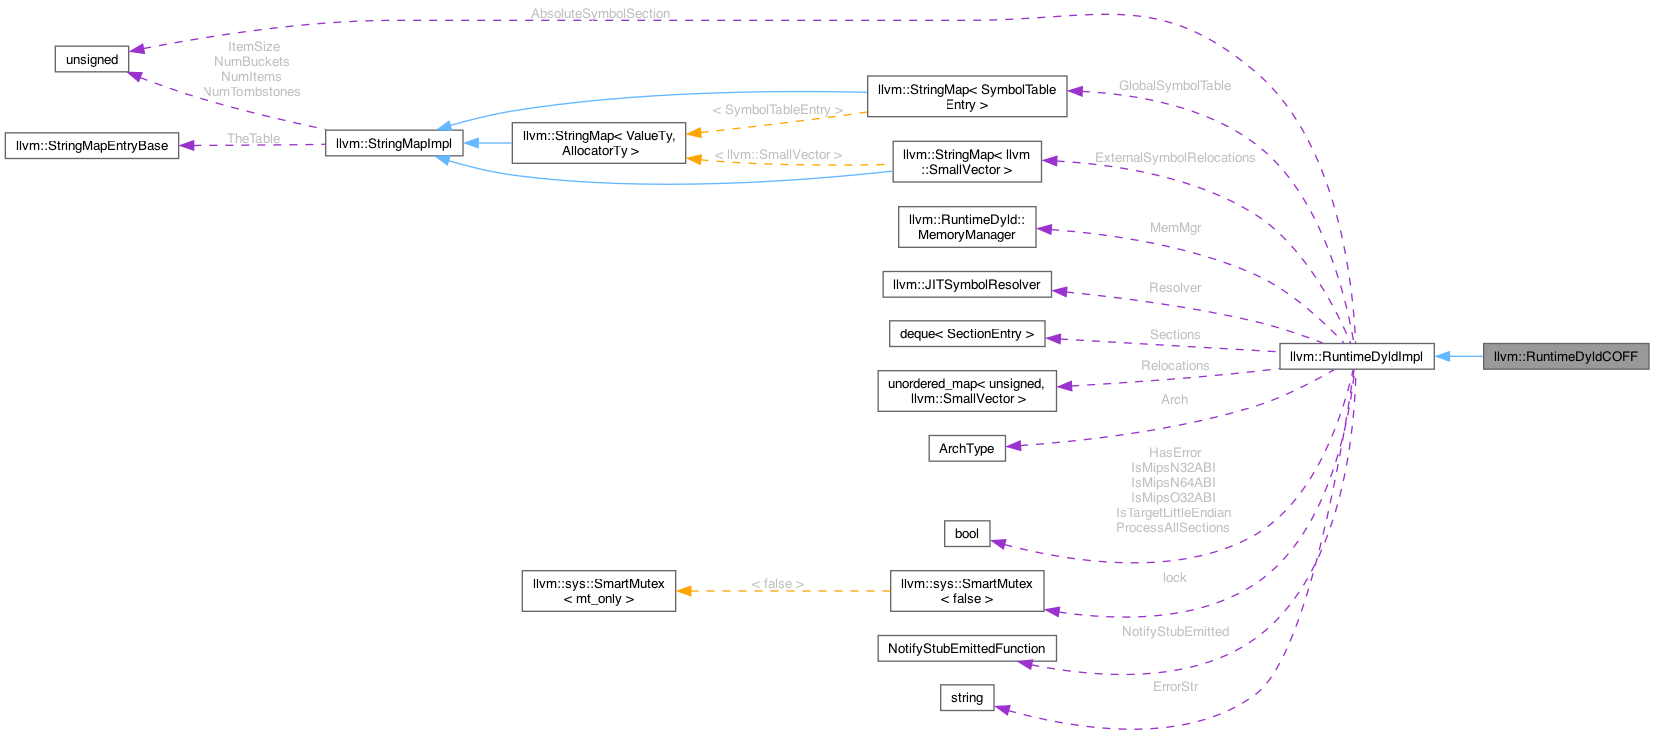 AbsoluteSymbolSection
unsigned
ItemSize
NumBuckets
NumItems
NumTombstones
llvm::StringMapEntryBase
TheTable
llvm::StringMapImpl
llvm::StringMap< ValueTy,
AllocatorTy >
< SymbolTableEntry >
< llvm::SmallVector >
llvm::StringMap< SymbolTable
Entry >
GlobalSymbolTable
llvm::StringMap< llvm
::SmallVector >
ExternalSymbolRelocations
llvm::RuntimeDyld::
MemoryManager
MemMgr
llvm::JITSymbolResolver
Resolver
deque< SectionEntry >
Sections
llvm::RuntimeDyldImpl
llvm::RuntimeDyldCOFF
unordered_map< unsigned,
llvm::SmallVector >
Relocations
ArchType
Arch
HasError
IsMipsN32ABI
IsMipsN64ABI
IsMipsO32ABI
IsTargetLittleEndian
ProcessAllSections
bool
llvm::sys::SmartMutex
< mt_only >
< false >
llvm::sys::SmartMutex
< false >
lock
NotifyStubEmittedFunction
NotifyStubEmitted
string
ErrorStr